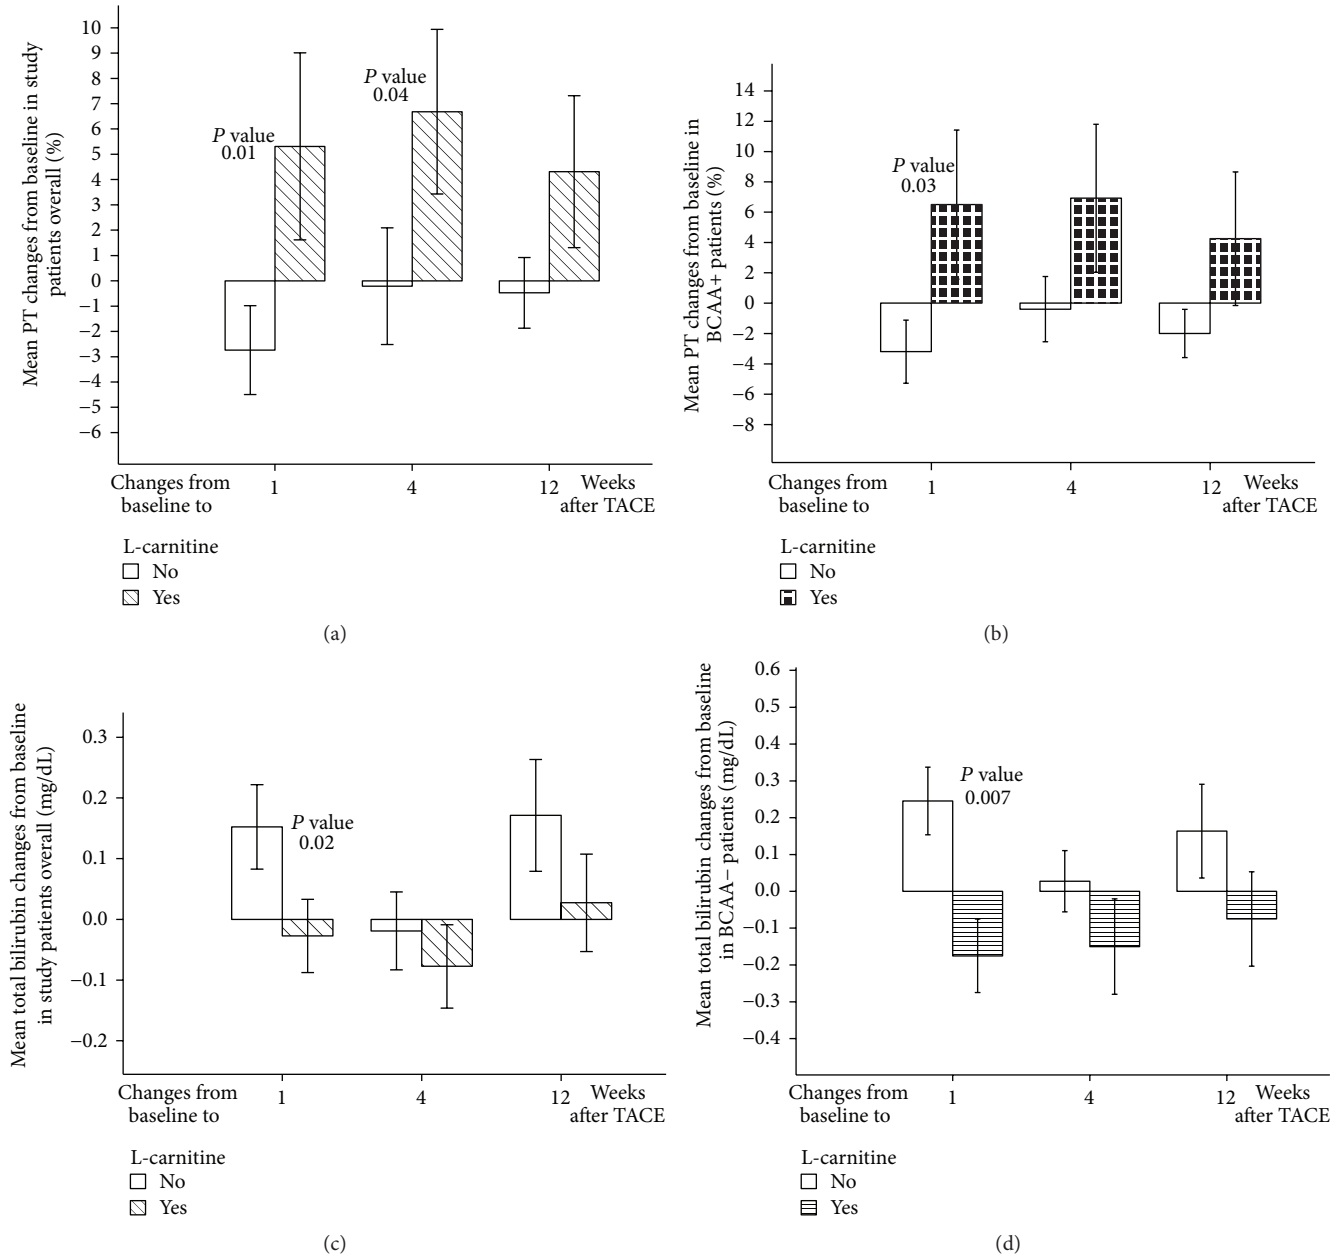 Mean PT changes from baseline in study
patients overall (%)
10
9
8
7
6
5
4
3
2
1
0
−1
−2
−3
−4
−5
−6
P value
0.01
P value
0.04
Changes from
baseline to
1
4
12
Weeks
after TACE
L-carnitine
No
Yes
(a)
Mean PT changes from baseline in
BCAA+ patients (%)
14
12
10
8
6
4
2
0
−2
−4
−6
−8
P value
0.03
Changes from
baseline to
1
4
12
Weeks
after TACE
L-carnitine
No
Yes
(b)
Mean total bilirubin changes from baseline
in study patients overall (mg/dL)
0.3
0.2
0.1
0.0
−0.1
−0.2
P value
0.02
Changes from
baseline to
1
4
12
Weeks
after TACE
L-carnitine
No
Yes
(c)
Mean total bilirubin changes from baseline
in BCAA− patients (mg/dL)
0.6
0.5
0.4
0.3
0.2
0.1
0.0
−0.1
−0.2
−0.3
−0.4
P value
0.007
Changes from
baseline to
1
4
12
Weeks
after TACE
L-carnitine
No
Yes
(d)